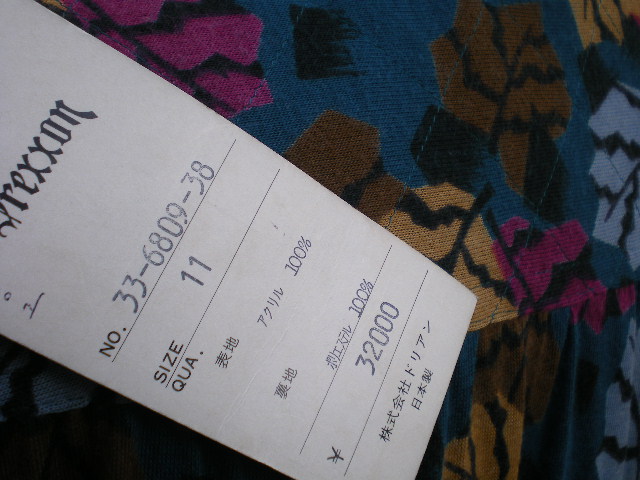 rexxon
NO. 33-6809-38
SIZE 11
QUA.
表地 アクリル 100%
裏地 ポリエステル 100%
¥ 32000
株式会社ドリアン
日本製